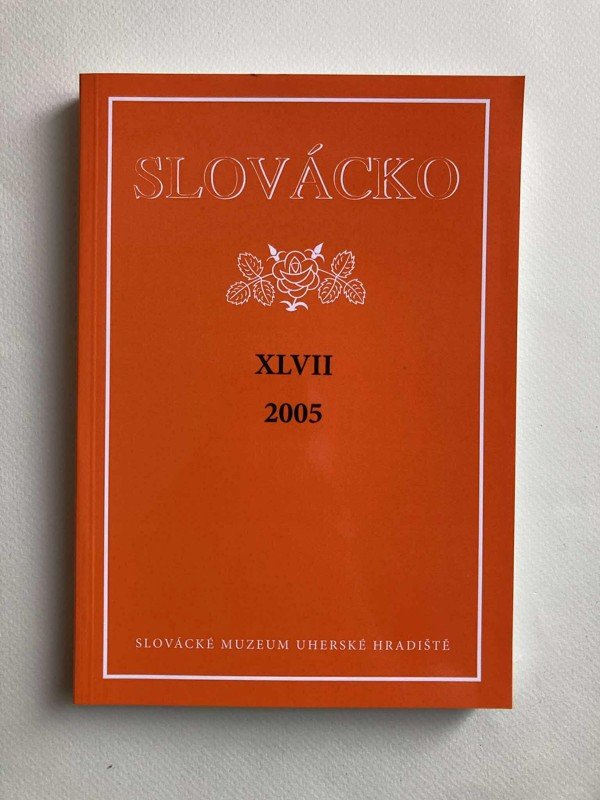 SLOVÁCKO
XLVII
2005
SLOVÁCKÉ MUZEUM UHERSKÉ HRADIŠTĚ